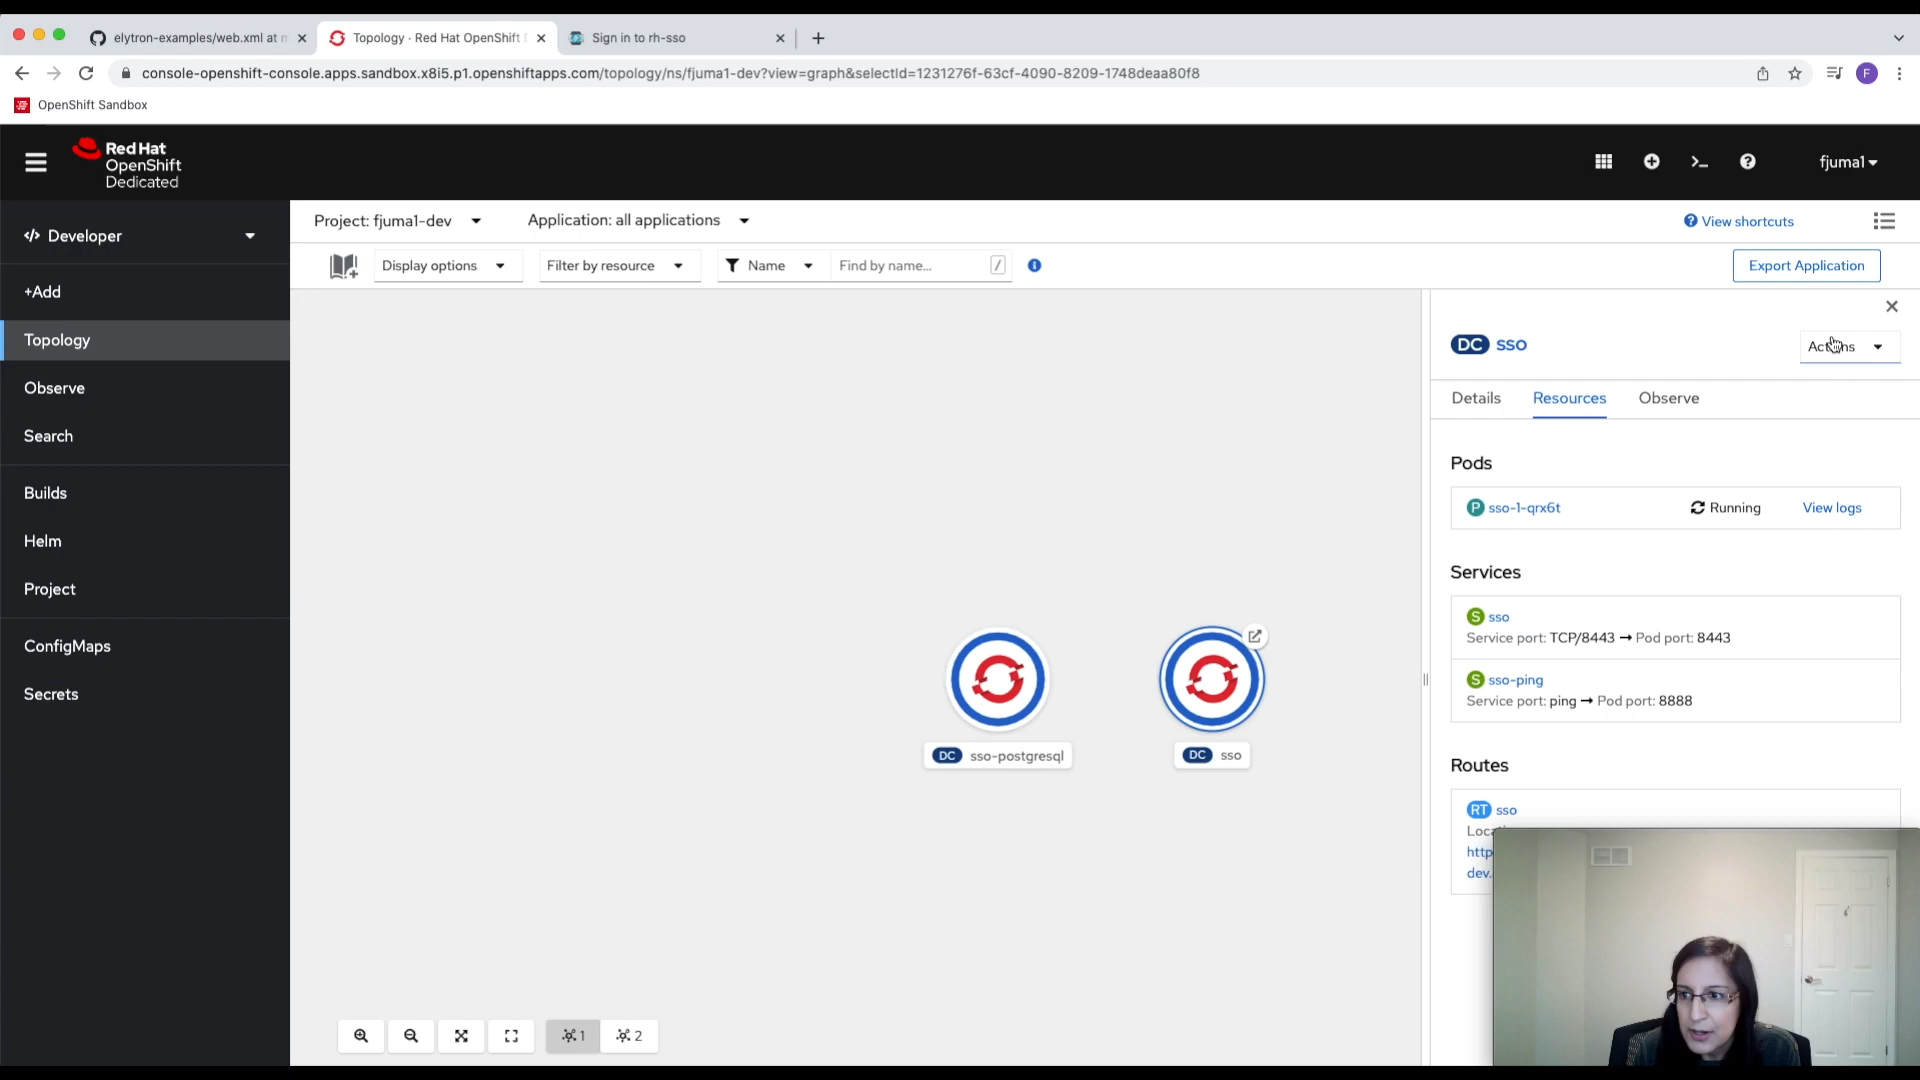 elytron-examples/web.xml at m
Topology · Red Hat OpenShift D
Sign in to rh-sso
console-openshift-console.apps.sandbox.x8i5.p1.openshiftapps.com/topology/ns/fjuma1-dev?view=graph&selectId=1231276f-63cf-4090-8209-1748deaa80f8
F
OpenShift Sandbox
Red Hat
OpenShift
Dedicated
fjuma1
Developer
+Add
Topology
Observe
Search
Builds
Helm
Project
ConfigMaps
Secrets
Project: fjuma1-dev
Application: all applications
View shortcuts
Display options
Filter by resource
Name
Find by name...
/
Export Application
DC sso-postgresql
DC sso
1
2
DC sso
Actions
Details
Resources
Observe
Pods
P sso-1-qrx6t
Running
View logs
Services
S sso
Service port: TCP/8443 → Pod port: 8443
S sso-ping
Service port: ping → Pod port: 8888
Routes
RT sso
http
dev.